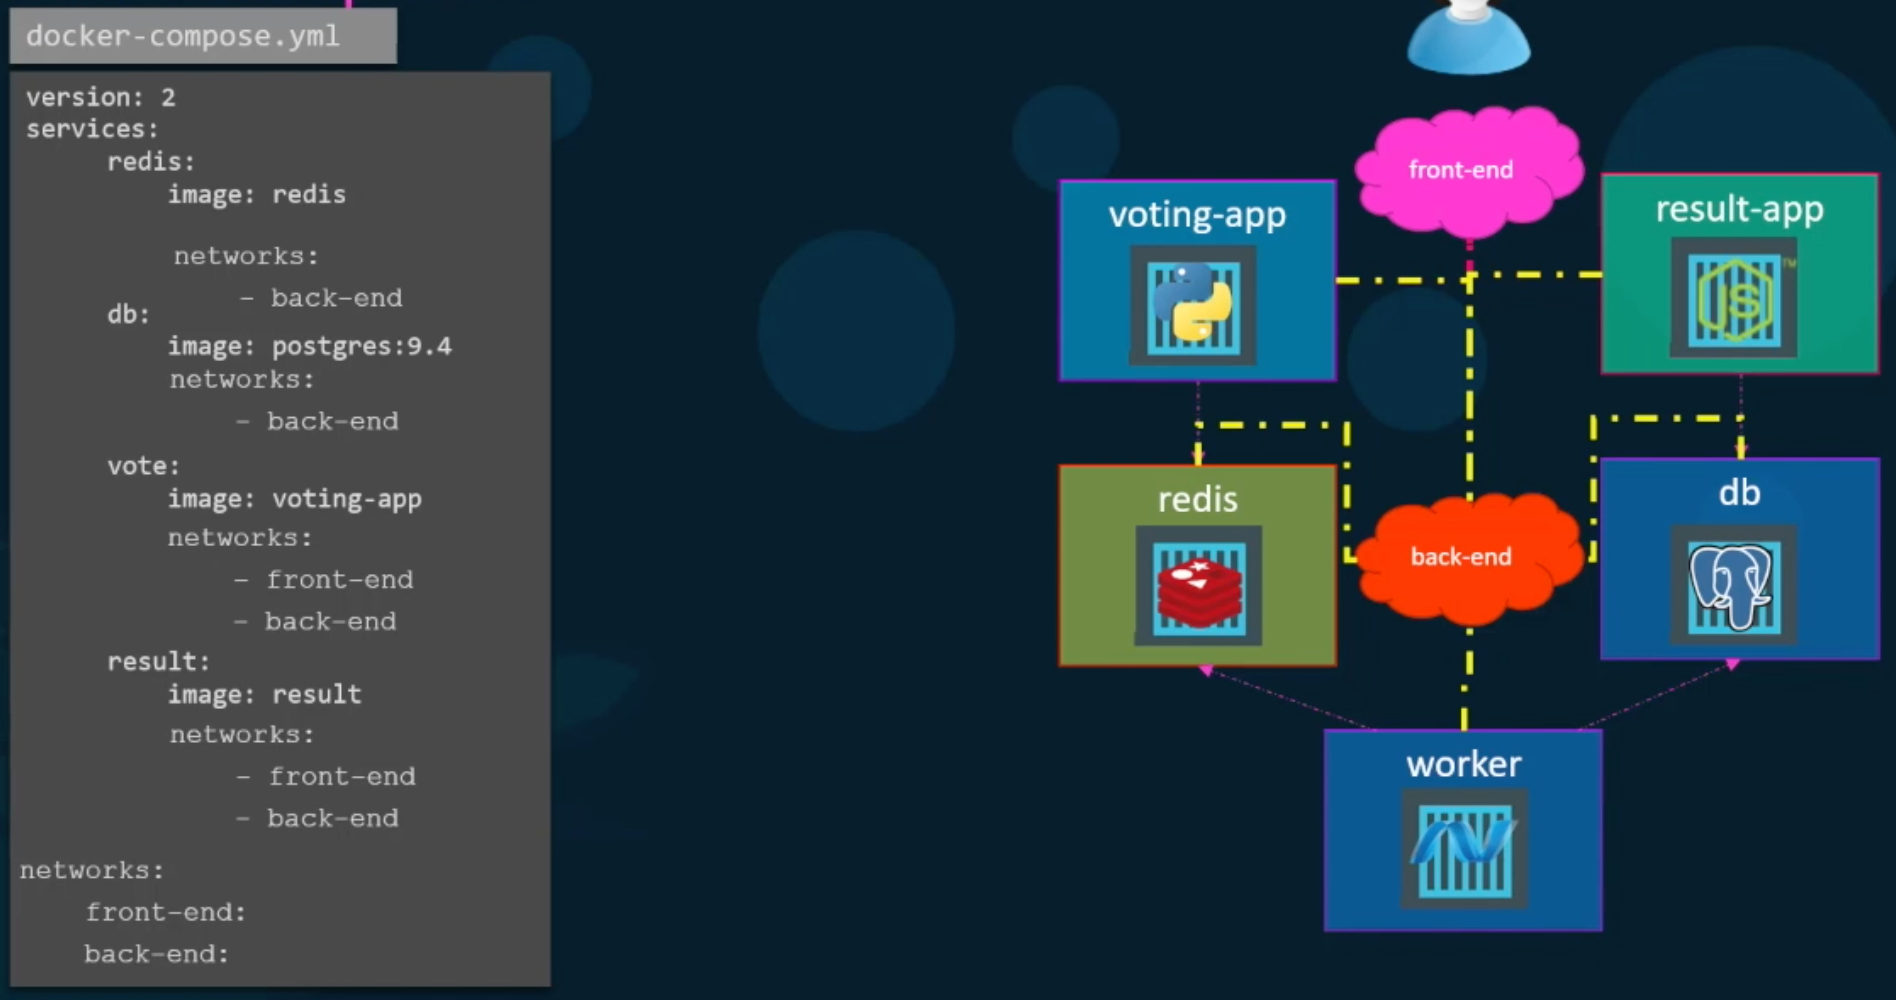 docker-compose.yml
version: 2
services:
redis:
image: redis
networks:
- back-end
db:
image: postgres:9.4
networks:
- back-end
vote:
image: voting-app
networks:
- front-end
- back-end
result:
image: result
networks:
- front-end
- back-end
networks:
front-end:
back-end:
front-end
voting-app
result-app
JS
TM
redis
back-end
db
worker